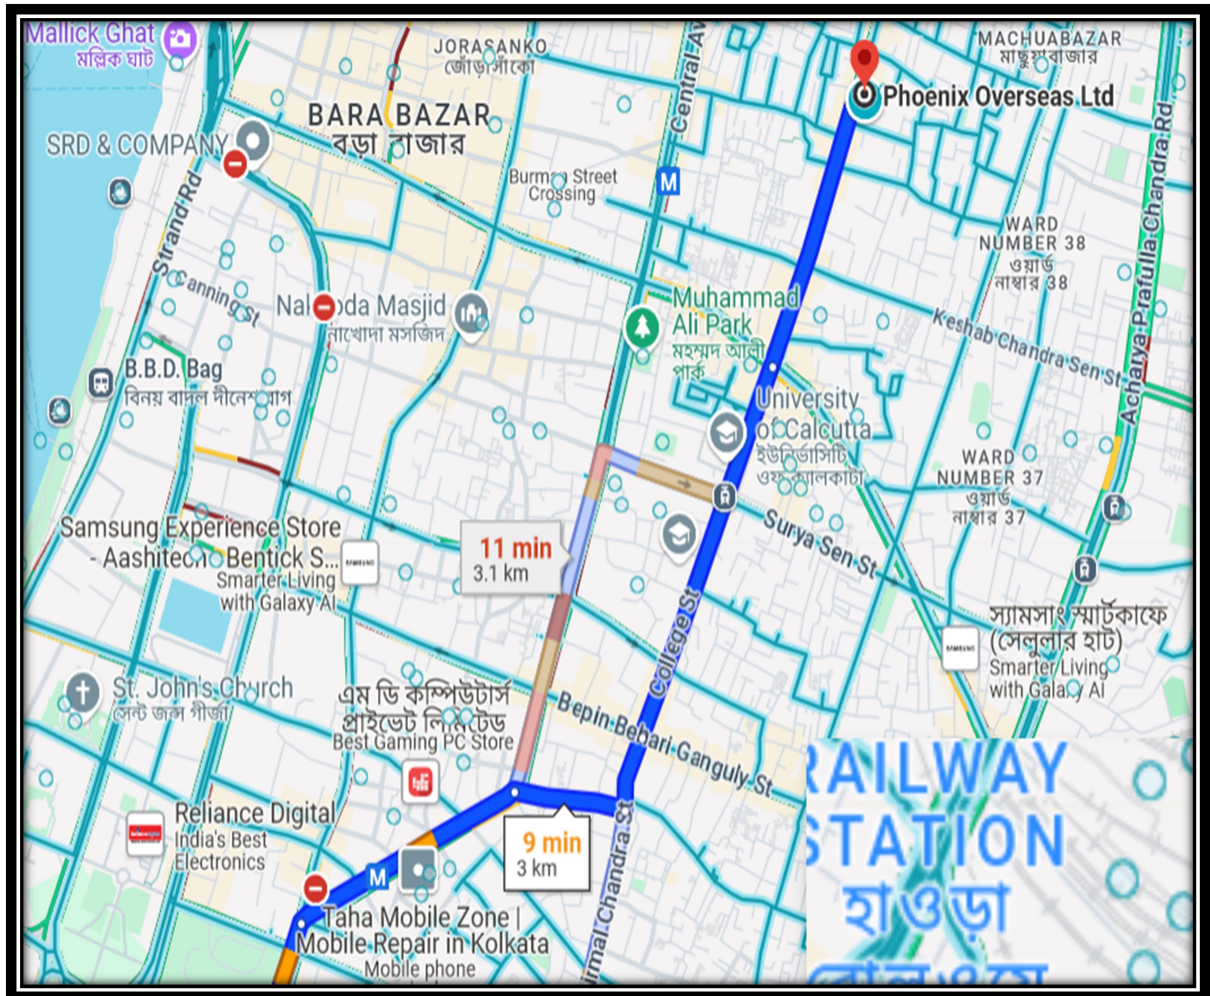 Mallick Ghat
মল্লিক ঘাট
JORASANKO
জোড়াসাঁকো
Central Av
MACHUABAZAR
মাছুয়াবাজার
Phoenix Overseas Ltd
BARA BAZAR
বড়া বাজার
SRD & COMPANY
Strand Rd
Burman Street
Crossing
M
Acharya Prafulla Chandra Rd
WARD
NUMBER 38
ওয়ার্ড
নাম্বার 38
Canning St
Nakhoda Masjid
নাখোদা মসজিদ
Muhammad
Ali Park
মহম্মদ আলী
পার্ক
Keshab Chandra Sen St
B.B.D. Bag
বিনয় বাদল দীনেশ বাগ
University
of Calcutta
ইউনিভার্সিটি
ওফ ক্যালকাটা
WARD
NUMBER 37
ওয়ার্ড
নাম্বার 37
Samsung Experience Store
- Aashitech - Bentick S...
Smarter Living
with Galaxy AI
SAMSUNG
11 min
3.1 km
Surya Sen St
College St
স্যামসাং স্মার্টকাফে
(সেলুলার হাট)
Smarter Living
with Galaxy AI
St. John's Church
সেন্ট জন্স গীর্জা
এম ডি কম্পিউটার্স
প্রাইভেট লিমিটেড
Best Gaming PC Store
Bepin Behari Ganguly St
Reliance Digital
India's Best
Electronics
9 min
3 km
irmal Chandra St
M
Taha Mobile Zone |
Mobile Repair in Kolkata
Mobile phone
RAILWAY
STATION
হাওড়া